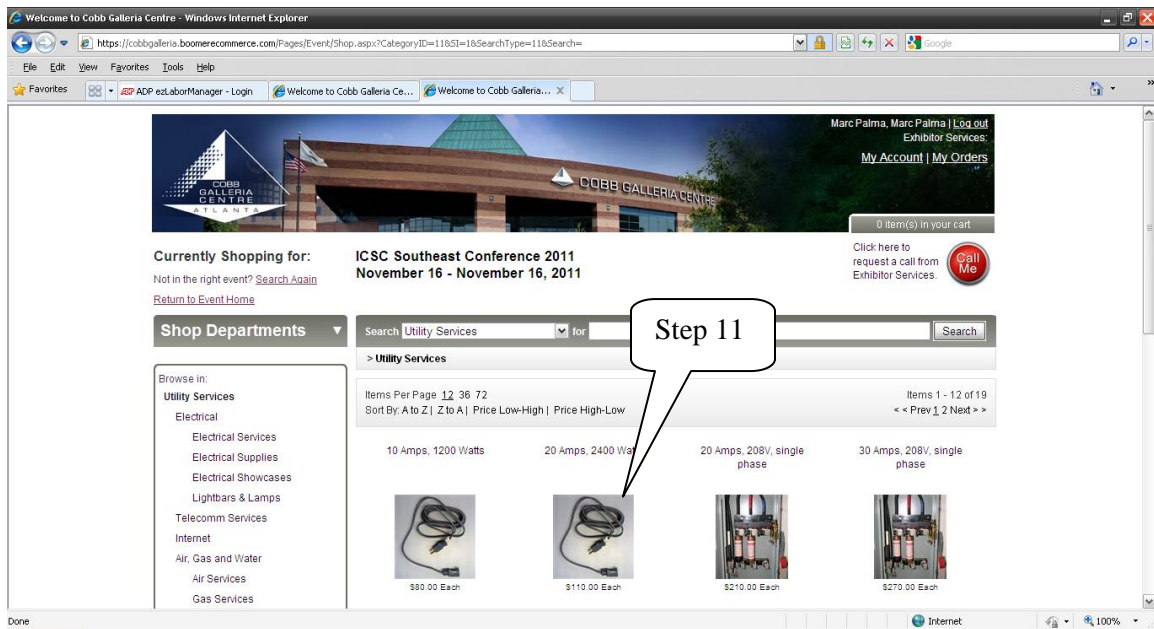 Welcome to Cobb Galleria Centre - Windows Internet Explorer
https://cobbgalleria.boomerecommerce.com/Pages/Event/Shop.aspx?CategoryID=11&SI=1&SearchType=11&Search=
Google
File Edit View Favorites Tools Help
Favorites ADP ADP ezLaborManager - Login Welcome to Cobb Galleria Ce... Welcome to Cobb Galleria... X
COBB GALLERIA CENTRE
COBB
GALLERIA
CENTRE
ATLANTA
Marc Palma, Marc Palma | Log out
Exhibitor Services:
My Account | My Orders
0 item(s) in your cart
Currently Shopping for:
Not in the right event? Search Again
Return to Event Home
ICSC Southeast Conference 2011
November 16 - November 16, 2011
Click here to
request a call from
Exhibitor Services.
Call
Me
Shop Departments
Search Utility Services for Search
Step 11
> Utility Services
Browse in:
Utility Services
Electrical
Electrical Services
Electrical Supplies
Electrical Showcases
Lightbars & Lamps
Telecomm Services
Internet
Air, Gas and Water
Air Services
Gas Services
Items Per Page 12 36 72
Sort By: A to Z | Z to A | Price Low-High | Price High-Low
Items 1 - 12 of 19
< < Prev 1 2 Next > >
10 Amps, 1200 Watts
20 Amps, 2400 Wat
20 Amps, 208V, single
phase
30 Amps, 208V, single
phase
$80.00 Each
$110.00 Each
$210.00 Each
$270.00 Each
Done
Internet
100%